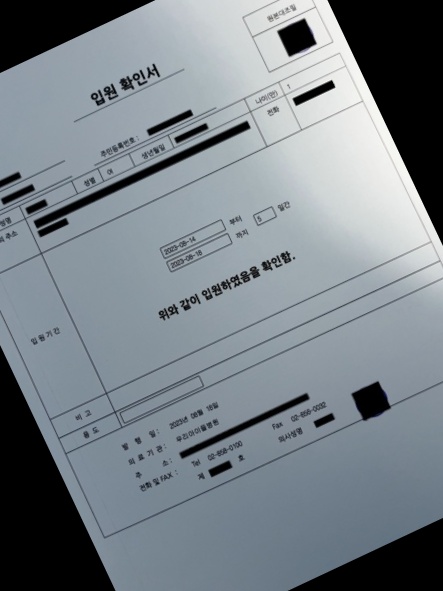 원본대조필
입원 확인서
주민등록번호 :
성명 성별 여 생년월일 나이(만) 1
주소 전화
입원기간
2023-08-14 부터
2023-08-18 까지 5 일간
위와 같이 입원하였음을 확인함.
비 고
용 도
발 행 일 : 2023년 08월 18일
의 료 기 관 : 우리아이들병원
주 소 :
전화 및 FAX : Tel 02-858-0100 Fax 02-858-0032
제 호 의사성명